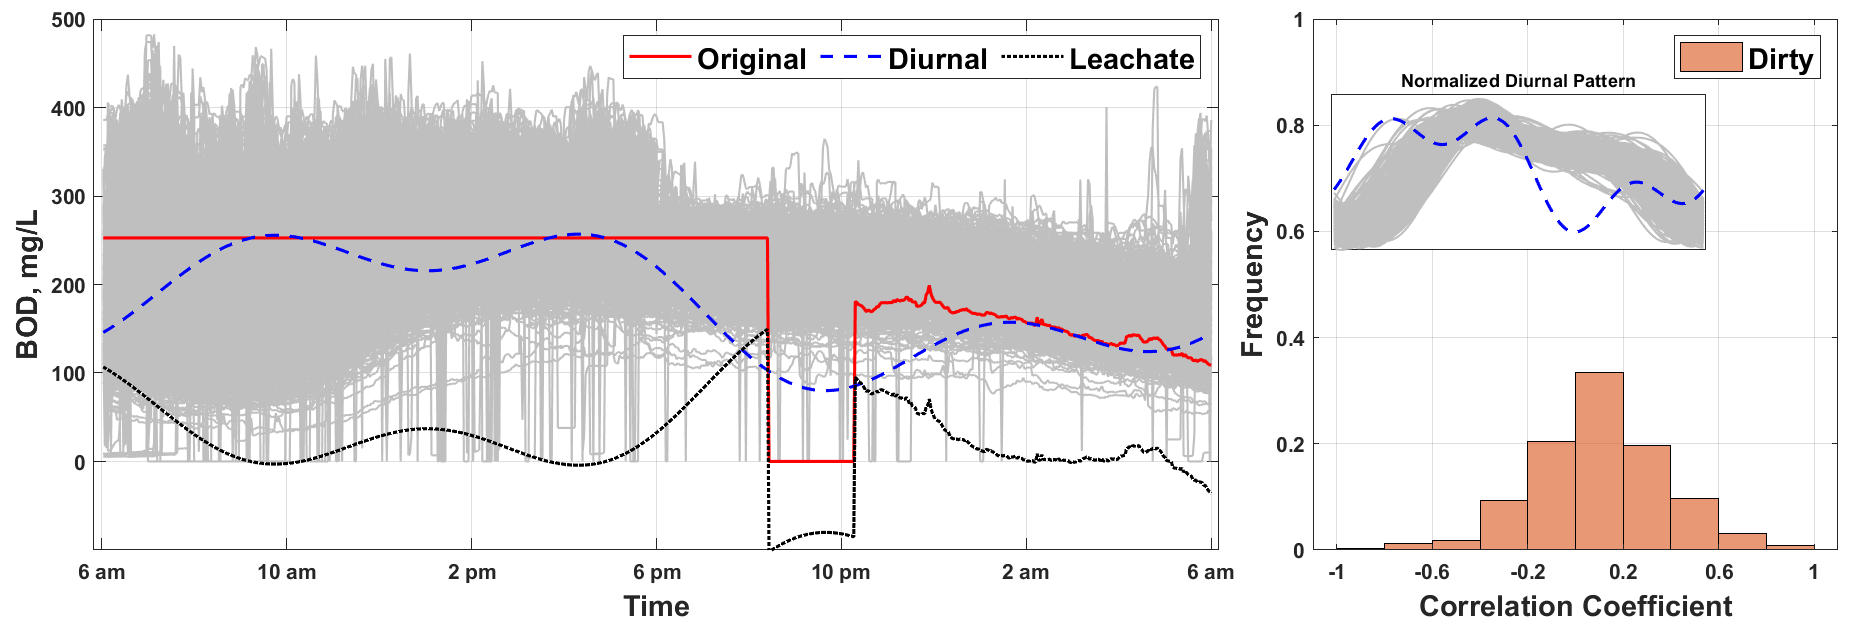 500
400
300
200
100
0
BOD, mg/L
Original Diurnal Leachate
6 am 10 am 2 pm 6 pm 10 pm 2 am 6 am
Time
1
0.8
0.6
0.4
0.2
0
Frequency
Dirty
Normalized Diurnal Pattern
-1 -0.6 -0.2 0.2 0.6 1
Correlation Coefficient